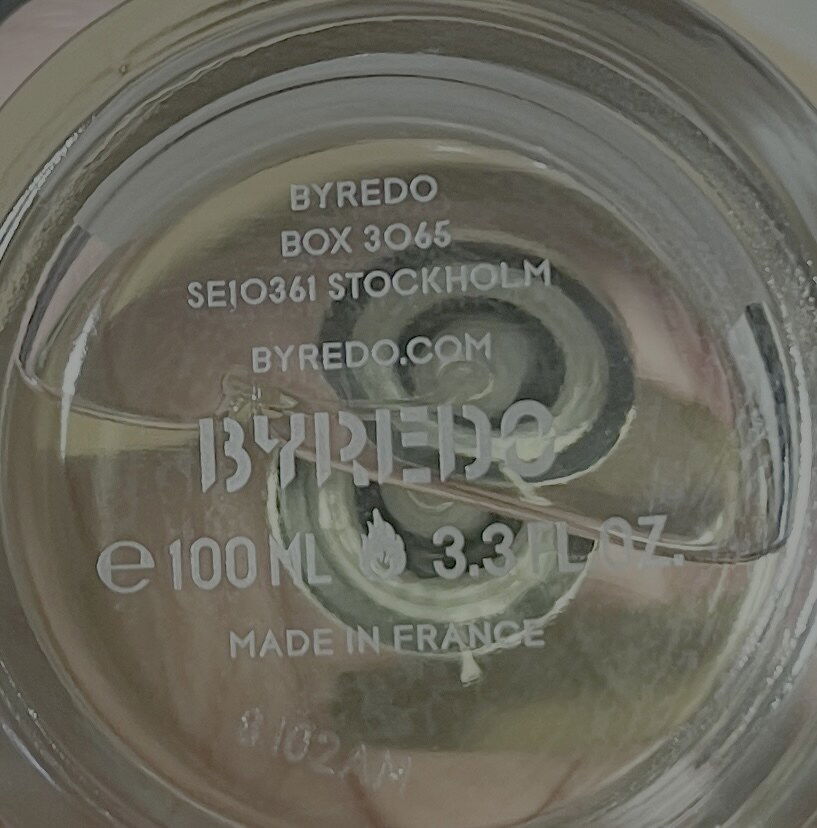 BYREDO
BOX 3065
SE10361 STOCKHOLM
BYREDO.COM
BYREDO
℮ 100 ML 3.3 FL.OZ.
MADE IN FRANCE